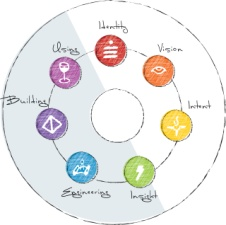 Identity
Vision
Intent
Insight
Engineering
Building
Using